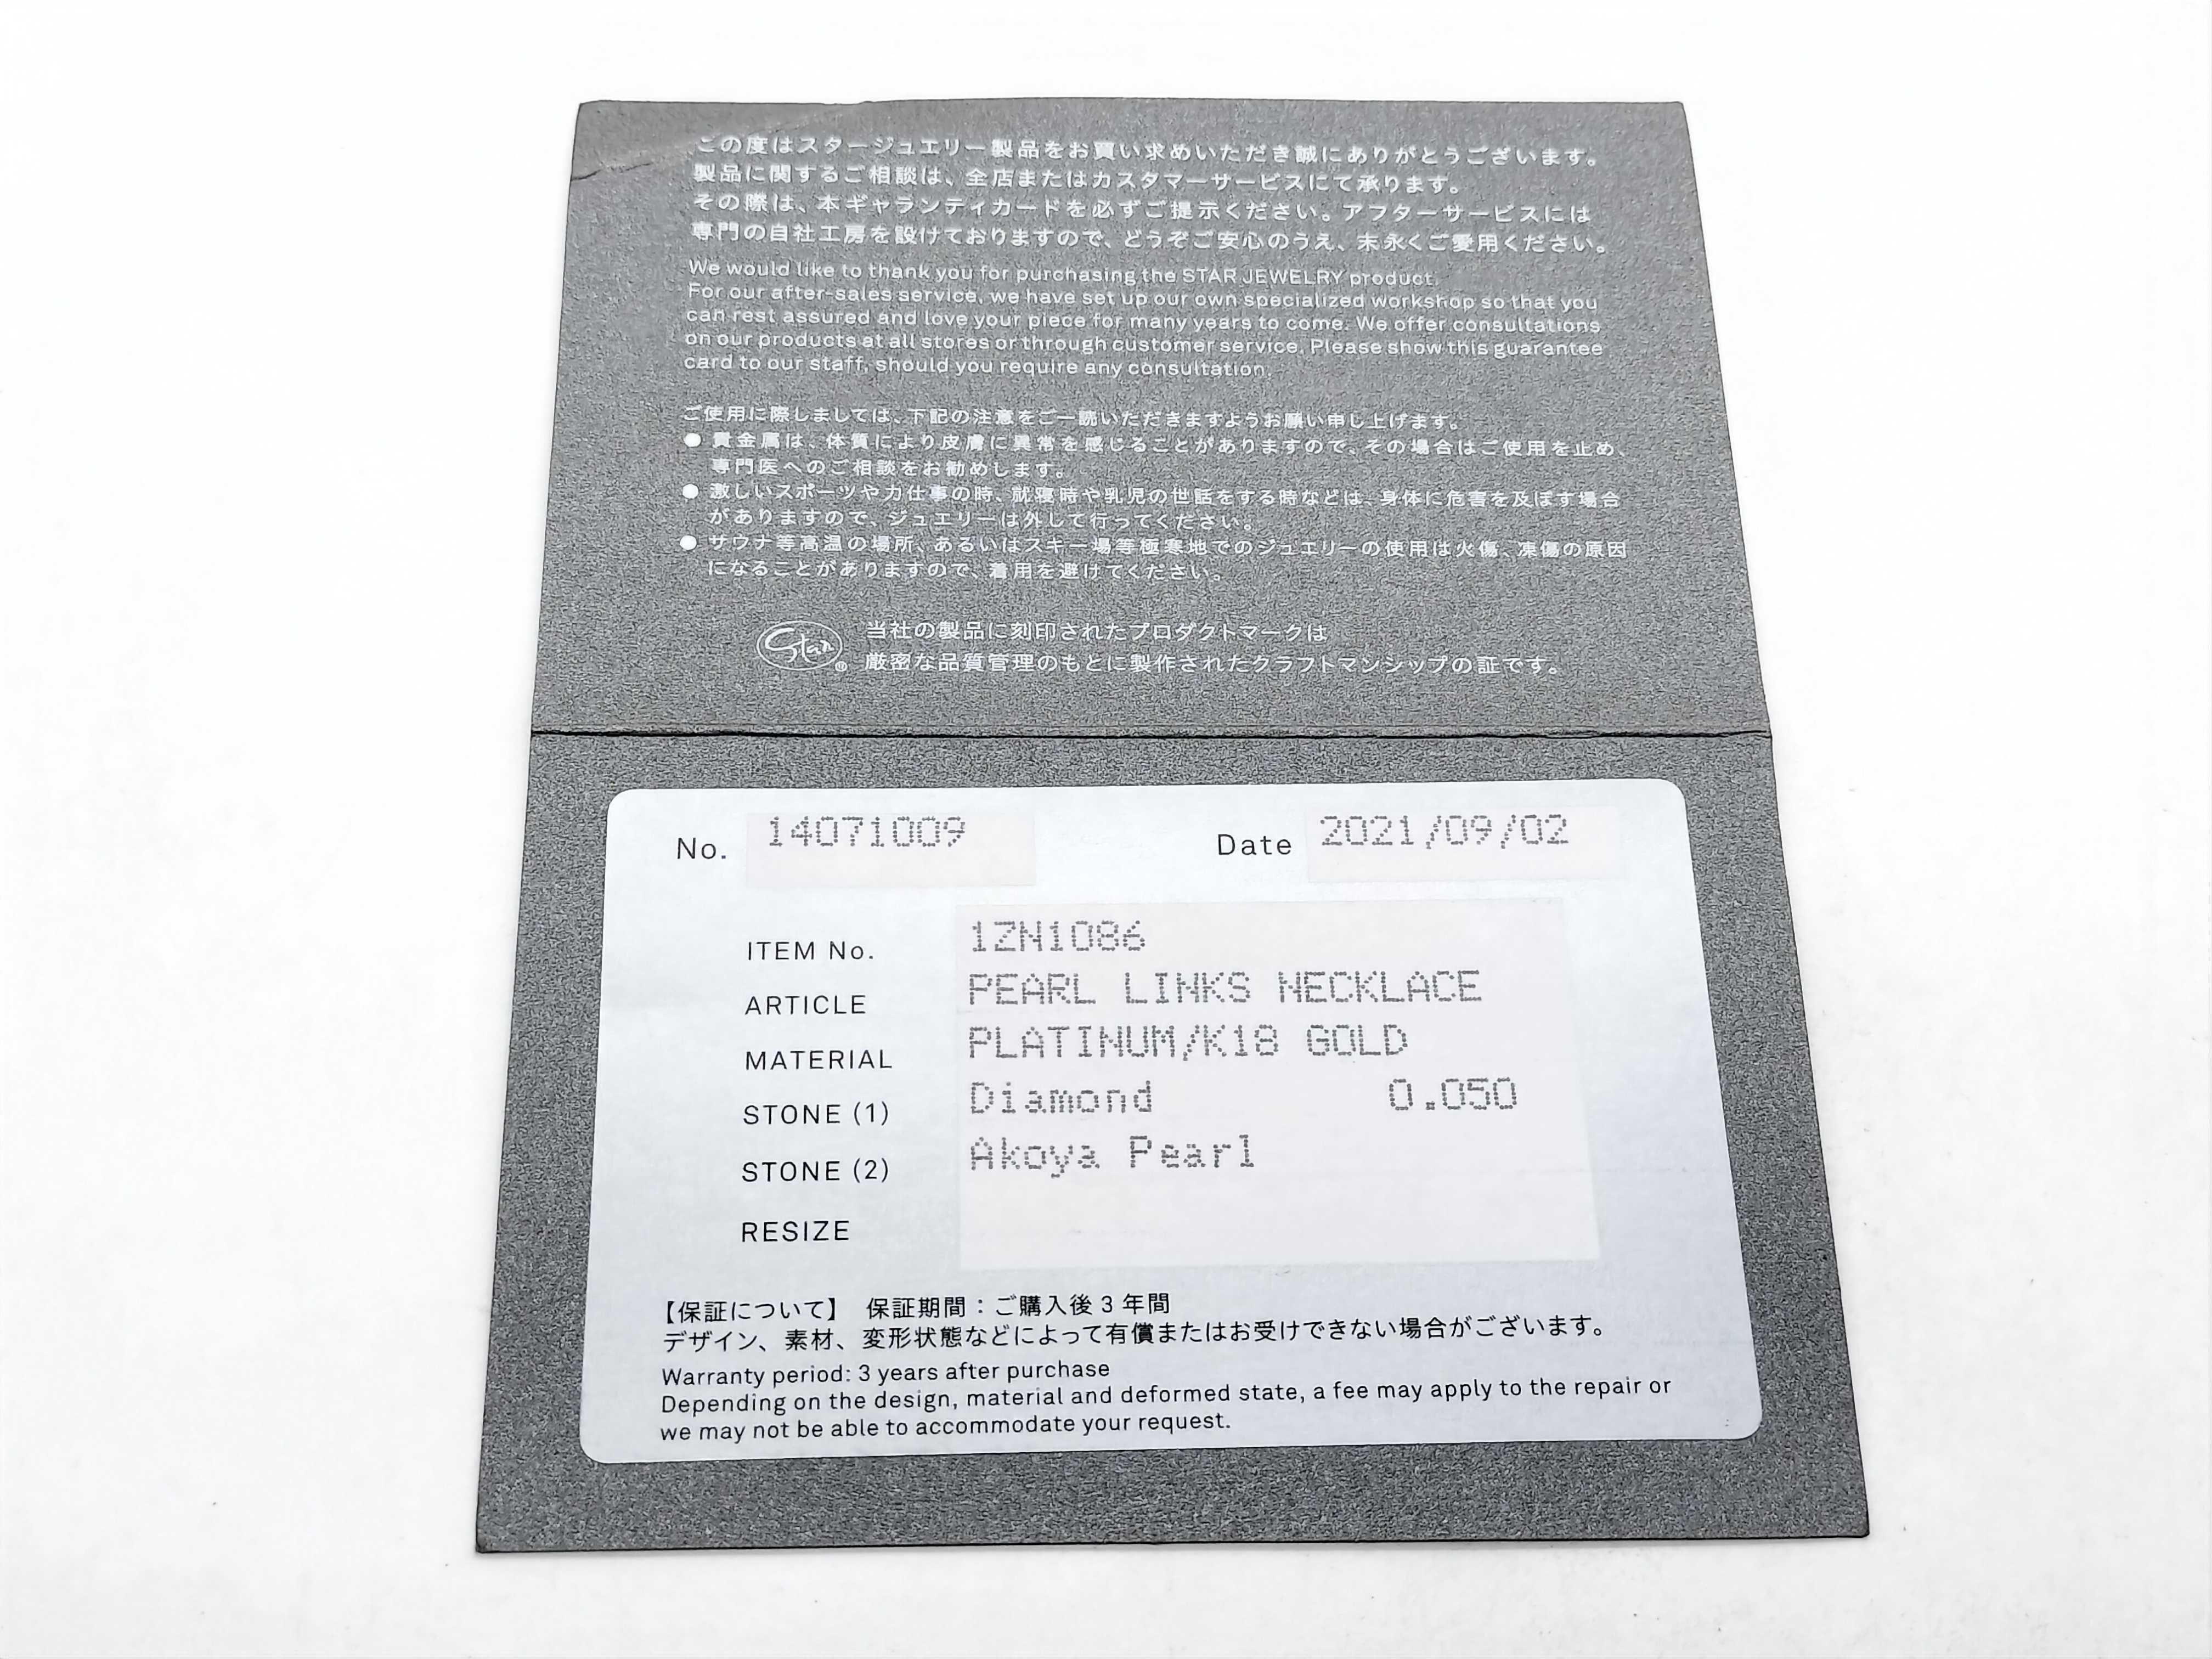 この度はスタージュエリー製品をお買い求めいただき誠にありがとうございます。
製品に関するご相談は、全店またはカスタマーサービスにて承ります。
その際は、本ギャランティカードを必ずご提示ください。アフターサービスには
専門の自社工房を設けておりますので、どうぞご安心のうえ、末永くご愛用ください。
We would like to thank you for purchasing the STAR JEWELRY product.
For our after-sales service, we have set up our own specialized workshop so that you
can rest assured and love your piece for many years to come. We offer consultations
on our products at all stores or through customer service. Please show this guarantee
card to our staff, should you require any consultation.
ご使用に際しましては、下記の注意をご一読いただきますようお願い申し上げます。
● 貴金属は、体質により皮膚に異常を感じることがありますので、その場合はご使用を止め、
専門医へのご相談をお勧めします。
● 激しいスポーツや力仕事の時、就寝時や乳児の世話をする時などは、身体に危害を及ぼす場合
がありますので、ジュエリーは外して行ってください。
● サウナ等高温の場所、あるいはスキー場等極寒地でのジュエリーの使用は火傷、凍傷の原因
になることがありますので、着用を避けてください。
Star® 当社の製品に刻印されたプロダクトマークは
厳密な品質管理のもとに製作されたクラフトマンシップの証です。
No. 14071009 Date 2021/09/02
ITEM No. 1ZN1086
ARTICLE PEARL LINKS NECKLACE
MATERIAL PLATINUM/K18 GOLD
STONE (1) Diamond 0.050
STONE (2) Akoya Pearl
RESIZE
【保証について】 保証期間：ご購入後3年間
デザイン、素材、変形状態などによって有償またはお受けできない場合がございます。
Warranty period: 3 years after purchase
Depending on the design, material and deformed state, a fee may apply to the repair or
we may not be able to accommodate your request.